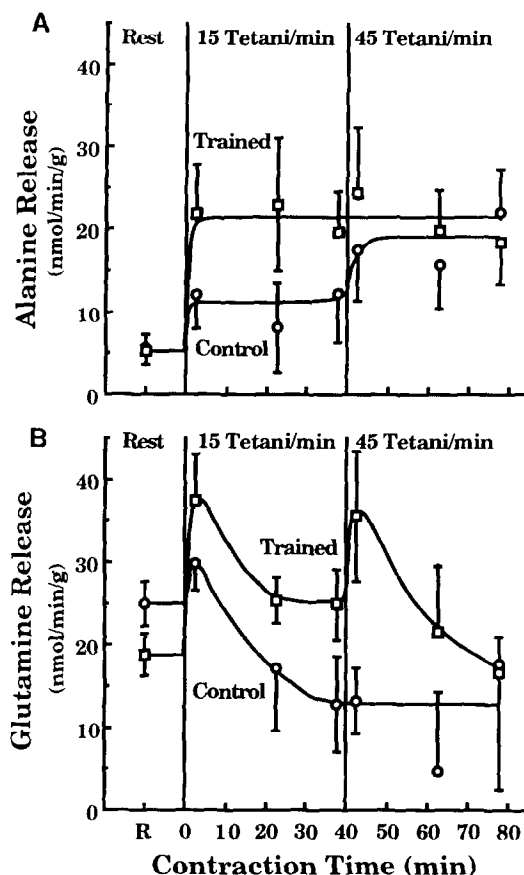 A
Rest
15 Tetani/min
45 Tetani/min
Alanine Release
(nmol/min/g)
40
30
20
10
0
Trained
Control
B
Rest
15 Tetani/min
45 Tetani/min
Glutamine Release
(nmol/min/g)
40
30
20
10
0
Trained
Control
R 0 10 20 30 40 50 60 70 80
Contraction Time (min)